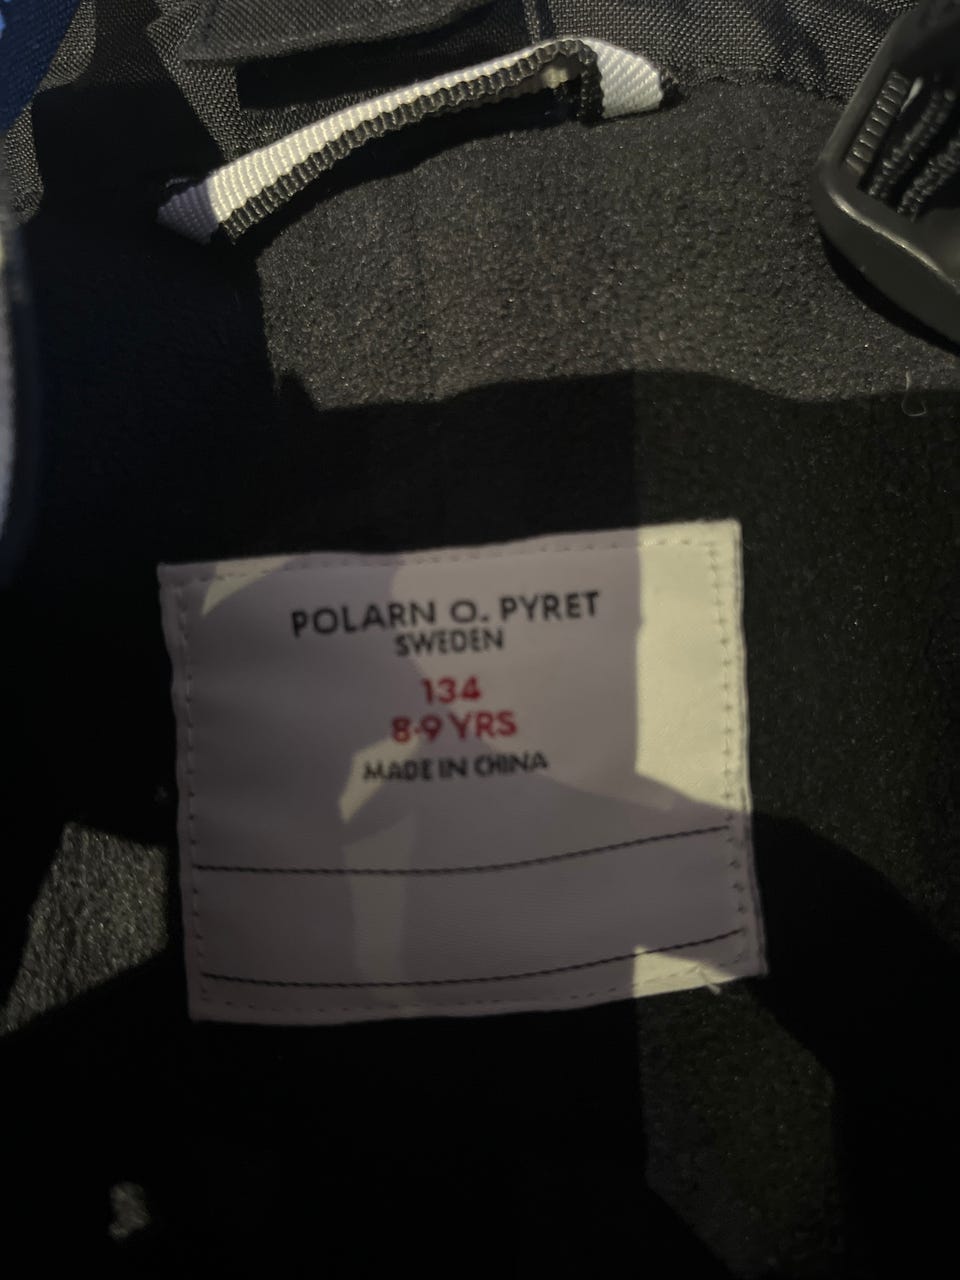 POLARN O. PYRET
SWEDEN
134
8-9 YRS
MADE IN CHINA